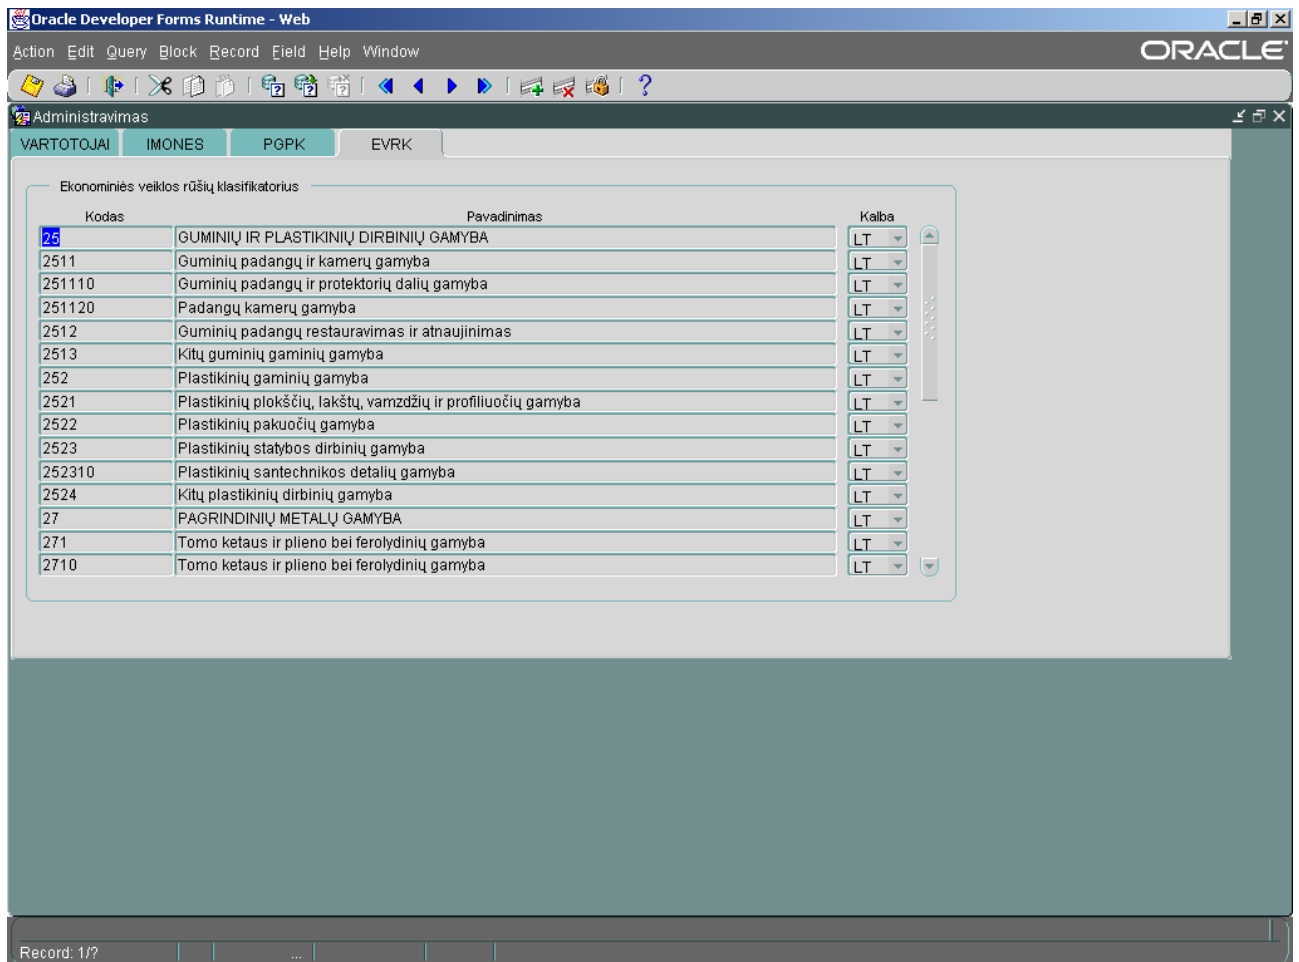 Oracle Developer Forms Runtime - Web
Action Edit Query Block Record Field Help Window ORACLE
Administravimas
VARTOTOJAI IMONES PGPK EVRK
Ekonominiės veiklos rūšių klasifikatorius
Kodas Pavadinimas Kalba
25 GUMINIŲ IR PLASTIKINIŲ DIRBINIŲ GAMYBA LT
2511 Guminių padangų ir kamerų gamyba LT
251110 Guminių padangų ir protektorių dalių gamyba LT
251120 Padangų kamerų gamyba LT
2512 Guminių padangų restauravimas ir atnaujinimas LT
2513 Kitų guminių gaminių gamyba LT
252 Plastikinių gaminių gamyba LT
2521 Plastikinių plokščių, lakštų, vamzdžių ir profiliuočių gamyba LT
2522 Plastikinių pakuočių gamyba LT
2523 Plastikinių statybos dirbinių gamyba LT
252310 Plastikinių santechnikos detalių gamyba LT
2524 Kitų plastikinių dirbinių gamyba LT
27 PAGRINDINIŲ METALŲ GAMYBA LT
271 Tomo ketaus ir plieno bei ferolydinių gamyba LT
2710 Tomo ketaus ir plieno bei ferolydinių gamyba LT
Record: 1/? ...